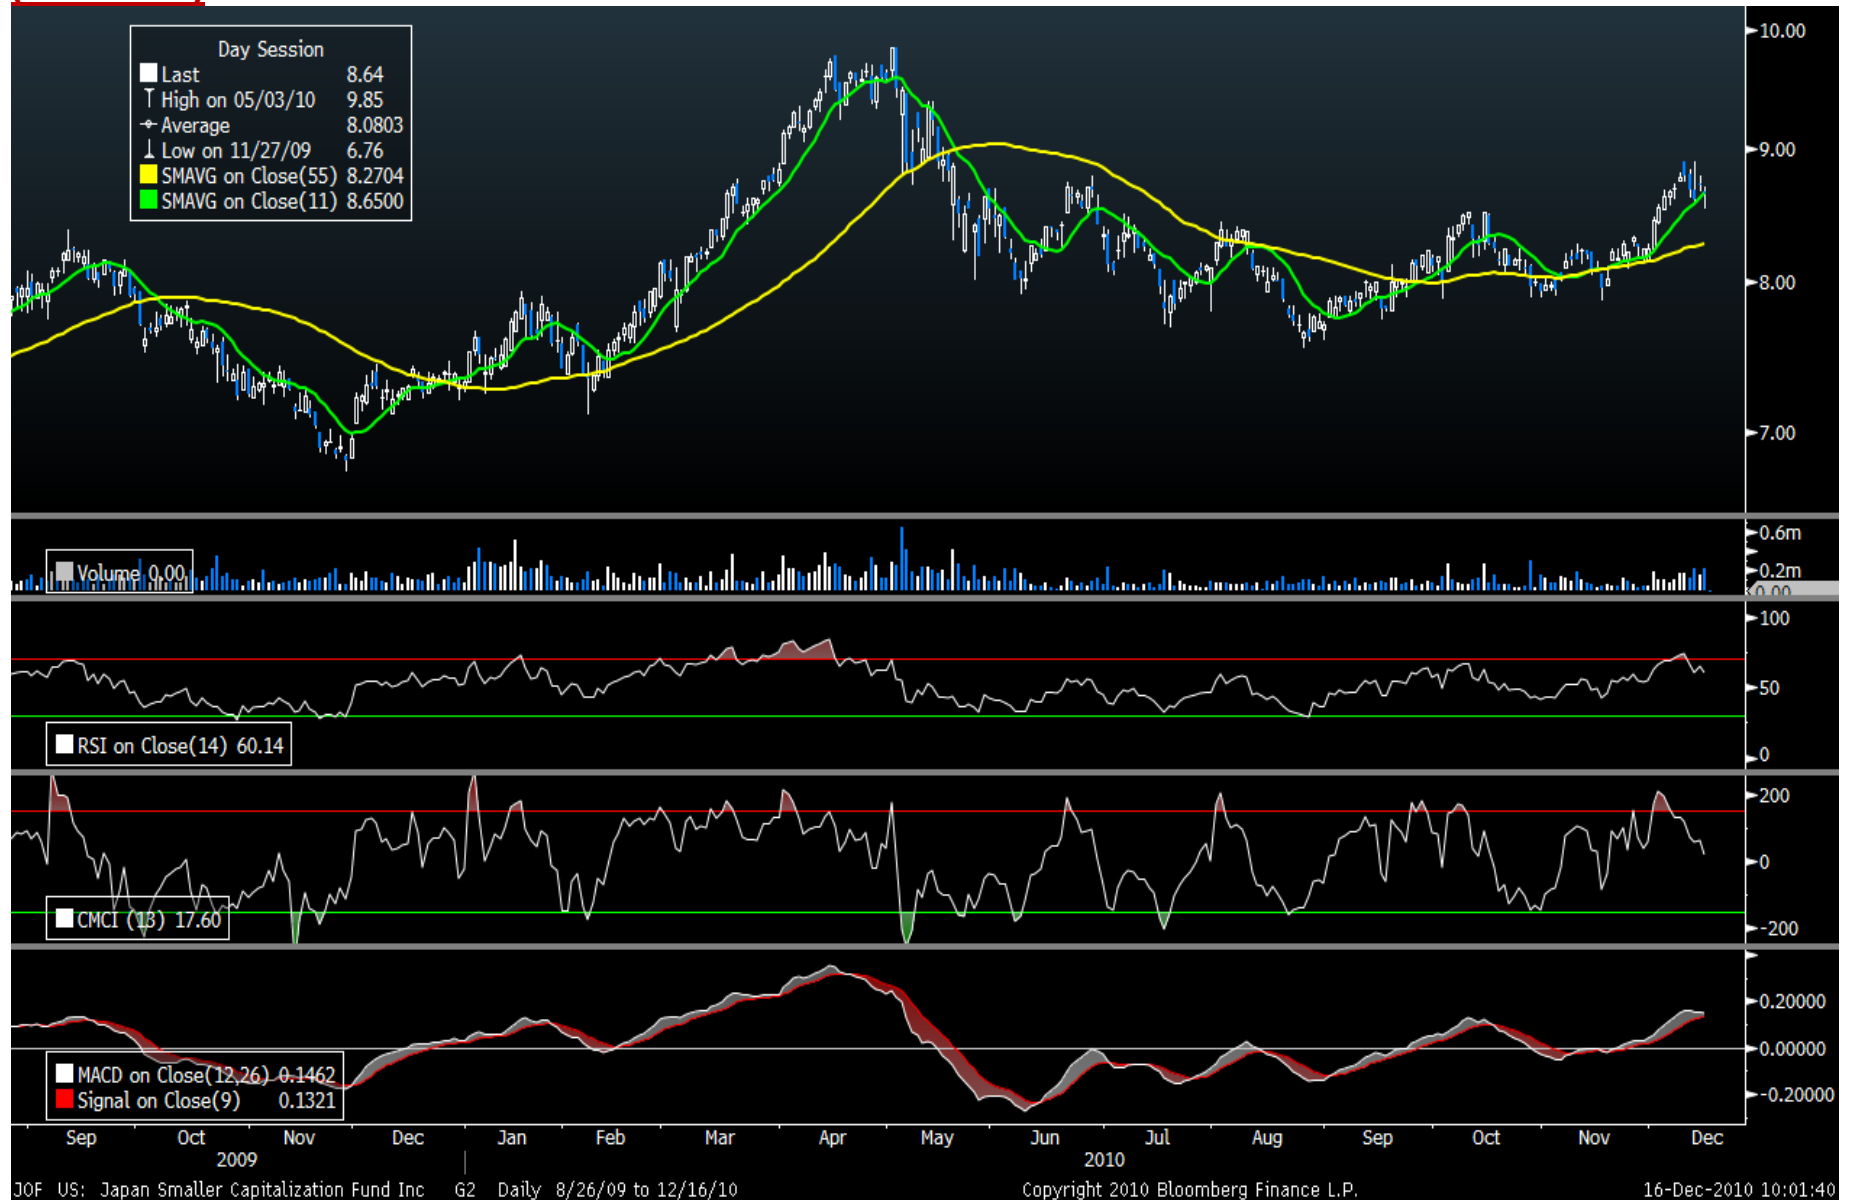 10.00
9.00
8.00
7.00
Day Session
Last 8.64
High on 05/03/10 9.85
Average 8.0803
Low on 11/27/09 6.76
SMAVG on Close(55) 8.2704
SMAVG on Close(11) 8.6500
0.6m
0.2m
0.00
Volume 0.00
100
50
0
RSI on Close(14) 60.14
200
0
-200
CMCI (13) 17.60
0.20000
0.00000
-0.20000
MACD on Close(12,26) 0.1462
Signal on Close(9) 0.1321
Sep Oct Nov Dec Jan Feb Mar Apr May Jun Jul Aug Sep Oct Nov Dec
2009 2010
JOF US: Japan Smaller Capitalization Fund Inc G2 Daily 8/26/09 to 12/16/10 Copyright 2010 Bloomberg Finance L.P. 16-Dec-2010 10:01:40